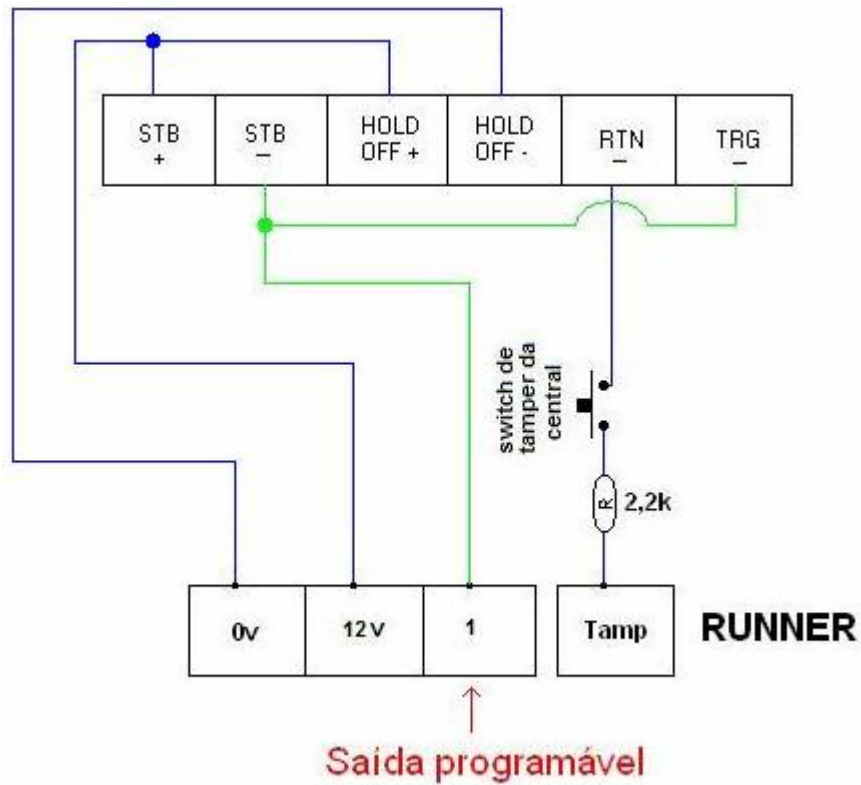 STB
+
STB
–
HOLD
OFF +
HOLD
OFF -
RTN
–
TRG
–
switch de
tamper da
central
R
2,2k
0v
12V
1
Tamp
RUNNER
Saída programável